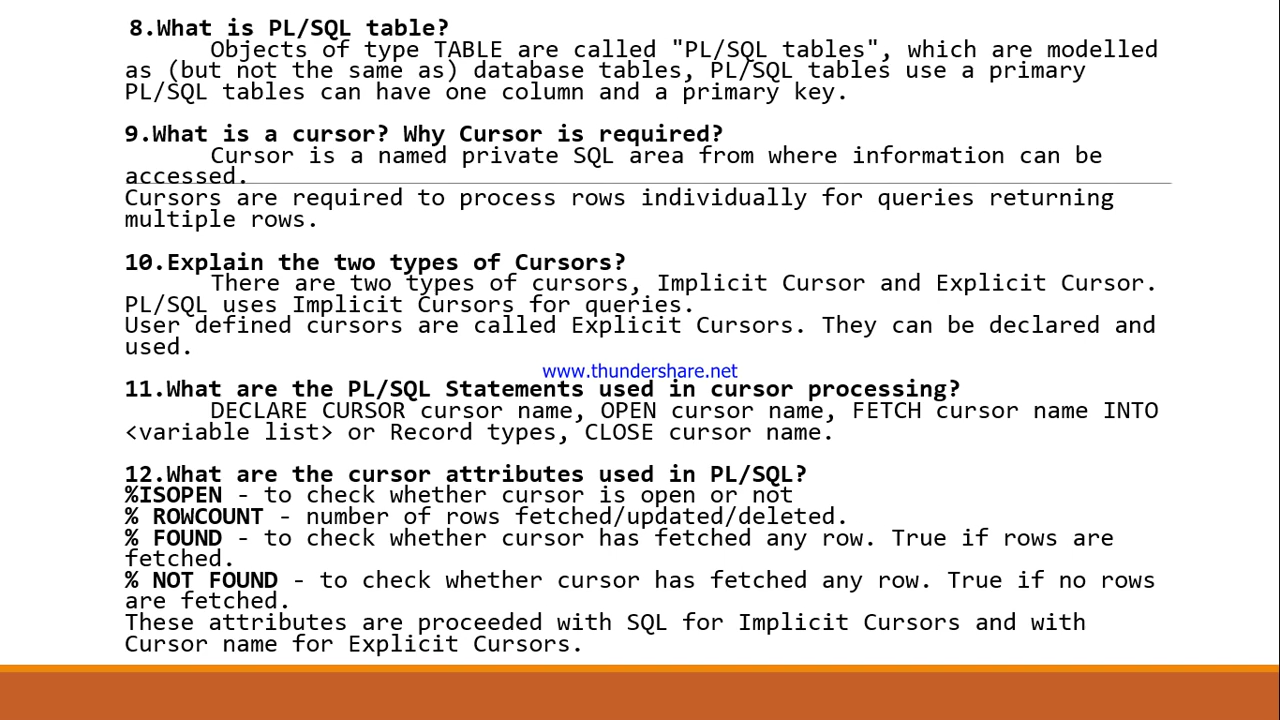 8.What is PL/SQL table?
Objects of type TABLE are called "PL/SQL tables", which are modelled
as (but not the same as) database tables, PL/SQL tables use a primary
PL/SQL tables can have one column and a primary key.
9.What is a cursor? Why Cursor is required?
Cursor is a named private SQL area from where information can be
accessed.
Cursors are required to process rows individually for queries returning
multiple rows.
10.Explain the two types of Cursors?
There are two types of cursors, Implicit Cursor and Explicit Cursor.
PL/SQL uses Implicit Cursors for queries.
User defined cursors are called Explicit Cursors. They can be declared and
used.
www.thundershare.net
11.What are the PL/SQL Statements used in cursor processing?
DECLARE CURSOR cursor name, OPEN cursor name, FETCH cursor name INTO
<variable list> or Record types, CLOSE cursor name.
12.What are the cursor attributes used in PL/SQL?
%ISOPEN - to check whether cursor is open or not
% ROWCOUNT - number of rows fetched/updated/deleted.
% FOUND - to check whether cursor has fetched any row. True if rows are
fetched.
% NOT FOUND - to check whether cursor has fetched any row. True if no rows
are fetched.
These attributes are proceeded with SQL for Implicit Cursors and with
Cursor name for Explicit Cursors.